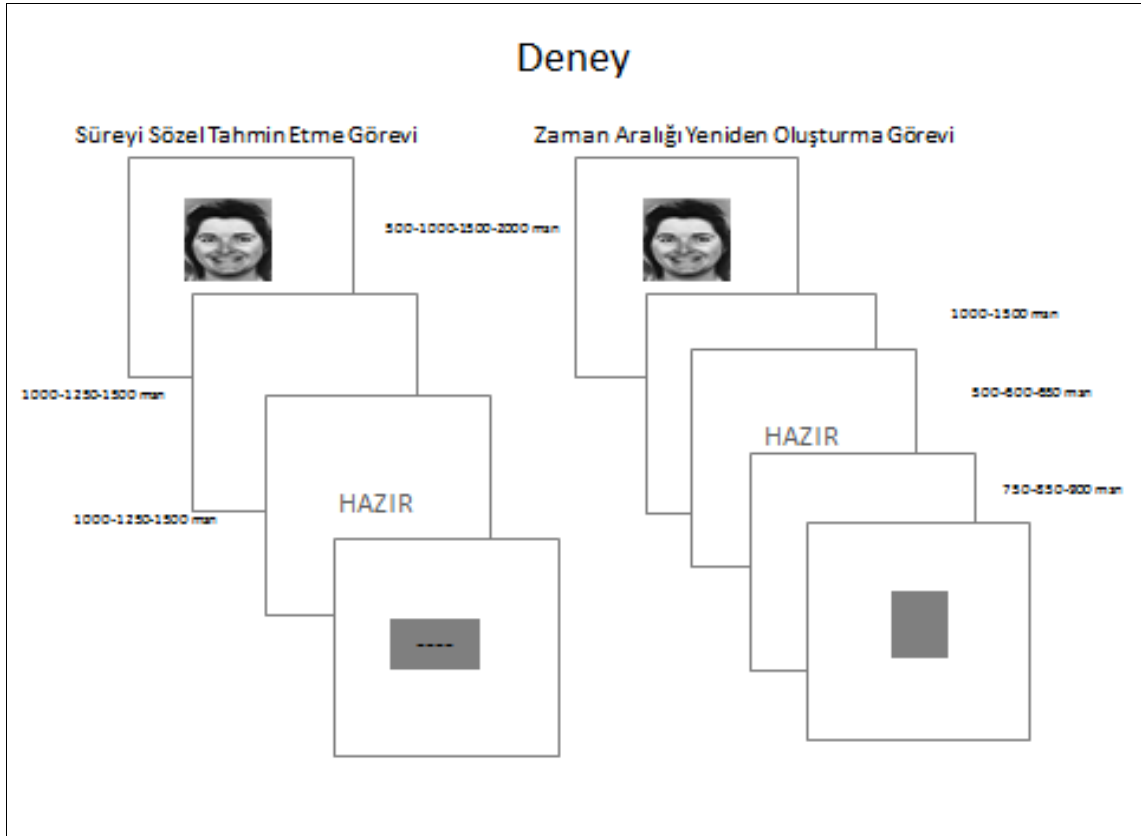 Deney
Süreyi Sözel Tahmin Etme Görevi
Zaman Aralığı Yeniden Oluşturma Görevi
500-1000-1500-2000 msn
1000-1500 msn
1000-1250-1500 msn
500-600-650 msn
HAZIR
750-850-900 msn
1000-1250-1500 msn
HAZIR
----